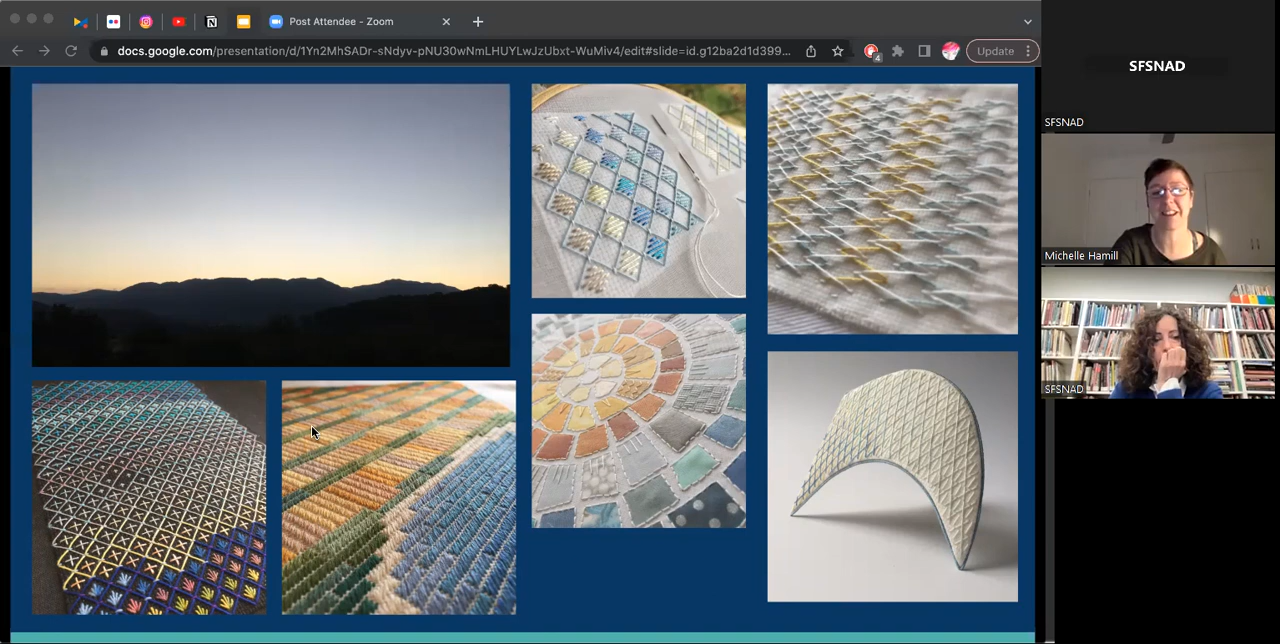 Post Attendee - Zoom
docs.google.com/presentation/d/1Yn2MhSADr-sNdyv-pNU30wNmLHUYLwJzUbxt-WuMiv4/edit#slide=id.g12ba2d1d399...
4
Update
SFSNAD
SFSNAD
Michelle Hamill
SFSNAD